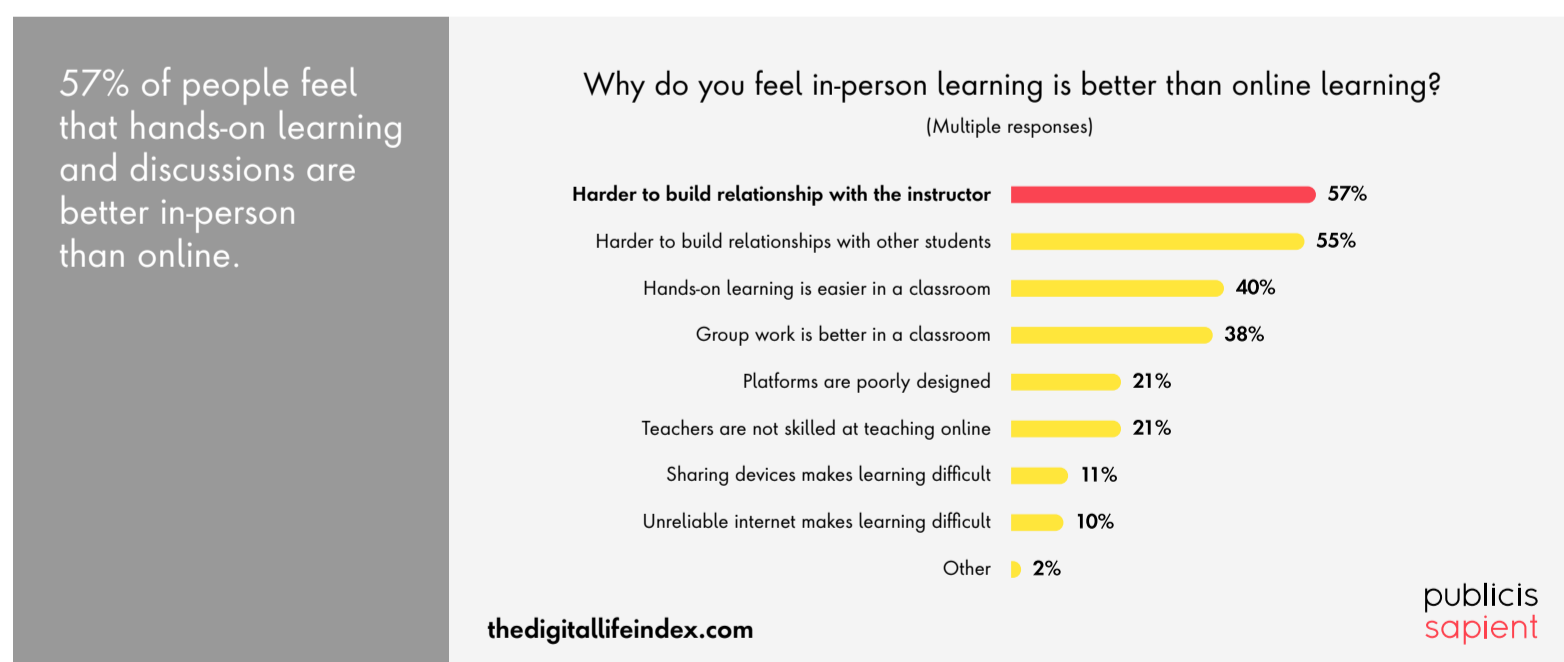 57% of people feel
that hands-on learning
and discussions are
better in-person
than online.
Why do you feel in-person learning is better than online learning?
(Multiple responses)
Harder to build relationship with the instructor 57%
Harder to build relationships with other students 55%
Hands-on learning is easier in a classroom 40%
Group work is better in a classroom 38%
Platforms are poorly designed 21%
Teachers are not skilled at teaching online 21%
Sharing devices makes learning difficult 11%
Unreliable internet makes learning difficult 10%
Other 2%
thedigitallifeindex.com
publicis
sapient